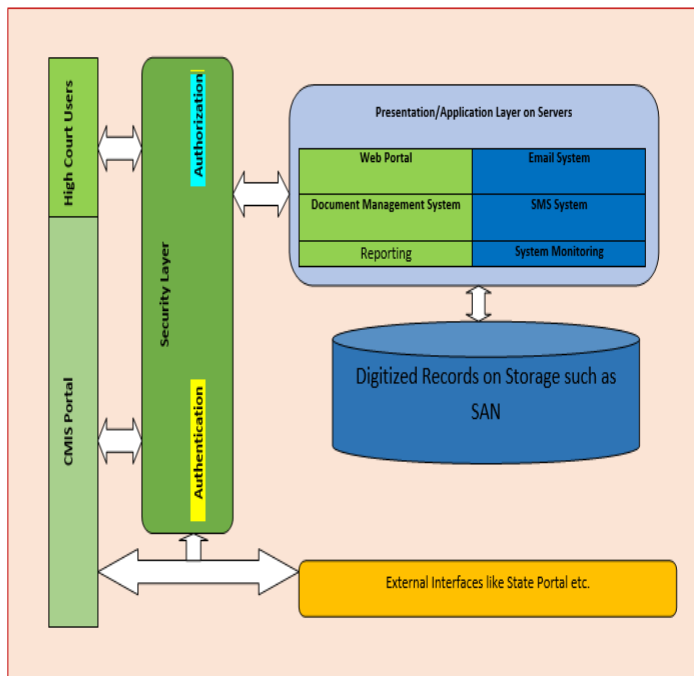 High Court Users
CMIS Portal
Security Layer
Authorization
Authentication
Presentation/Application Layer on Servers
Web Portal
Email System
Document Management System
SMS System
Reporting
System Monitoring
Digitized Records on Storage such as
SAN
External Interfaces like State Portal etc.